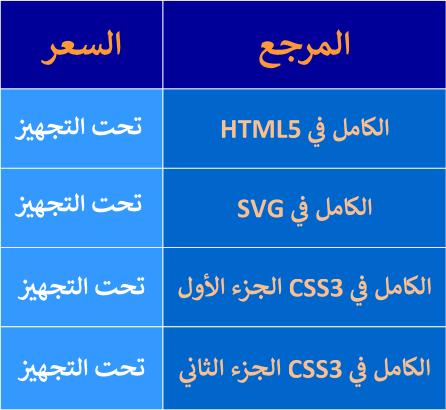 المرجع السعر
الكامل في HTML5 تحت التجهيز
الكامل في SVG تحت التجهيز
الكامل في CSS3 الجزء الأول تحت التجهيز
الكامل في CSS3 الجزء الثاني تحت التجهيز